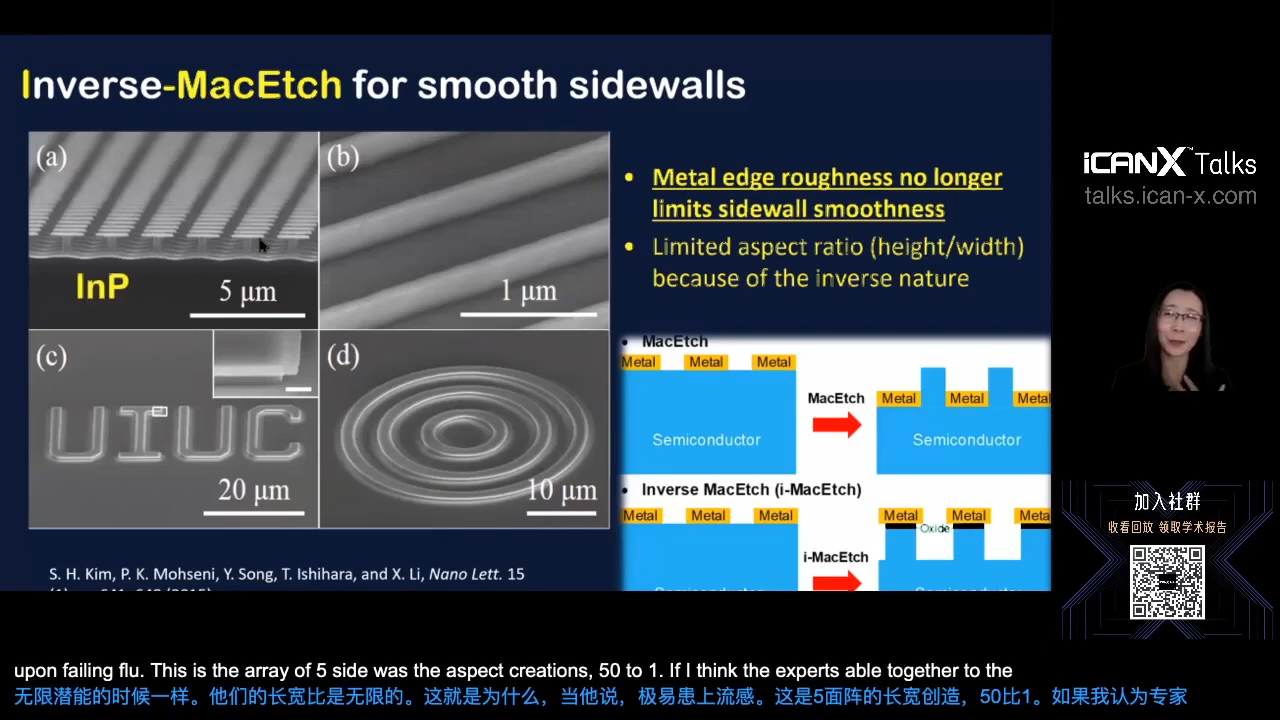 Inverse-MacEtch for smooth sidewalls
(a)
InP
5 μm
(b)
1 μm
(c)
UIUC
20 μm
(d)
10 μm
• Metal edge roughness no longer
limits sidewall smoothness
• Limited aspect ratio (height/width)
because of the inverse nature
• MacEtch
Metal Metal Metal
Semiconductor
MacEtch
Metal Metal Metal
Semiconductor
• Inverse MacEtch (i-MacEtch)
Metal Metal Metal
i-MacEtch
Metal Metal Metal
Oxide
S. H. Kim, P. K. Mohseni, Y. Song, T. Ishihara, and X. Li, Nano Lett. 15
iCANX Talks
talks.ican-x.com
加入社群
收看回放 领取学术报告
upon failing flu. This is the array of 5 side was the aspect creations, 50 to 1. If I think the experts able together to the
无限潜能的时候一样。他们的长宽比是无限的。这就是为什么，当他说，极易患上流感。这是5面阵的长宽创造，50比1。如果我认为专家